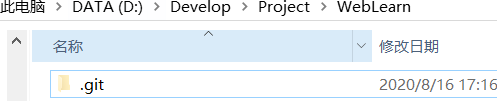 此电脑 › DATA (D:) › Develop › Project › WebLearn
名称 修改日期
.git 2020/8/16 17:16